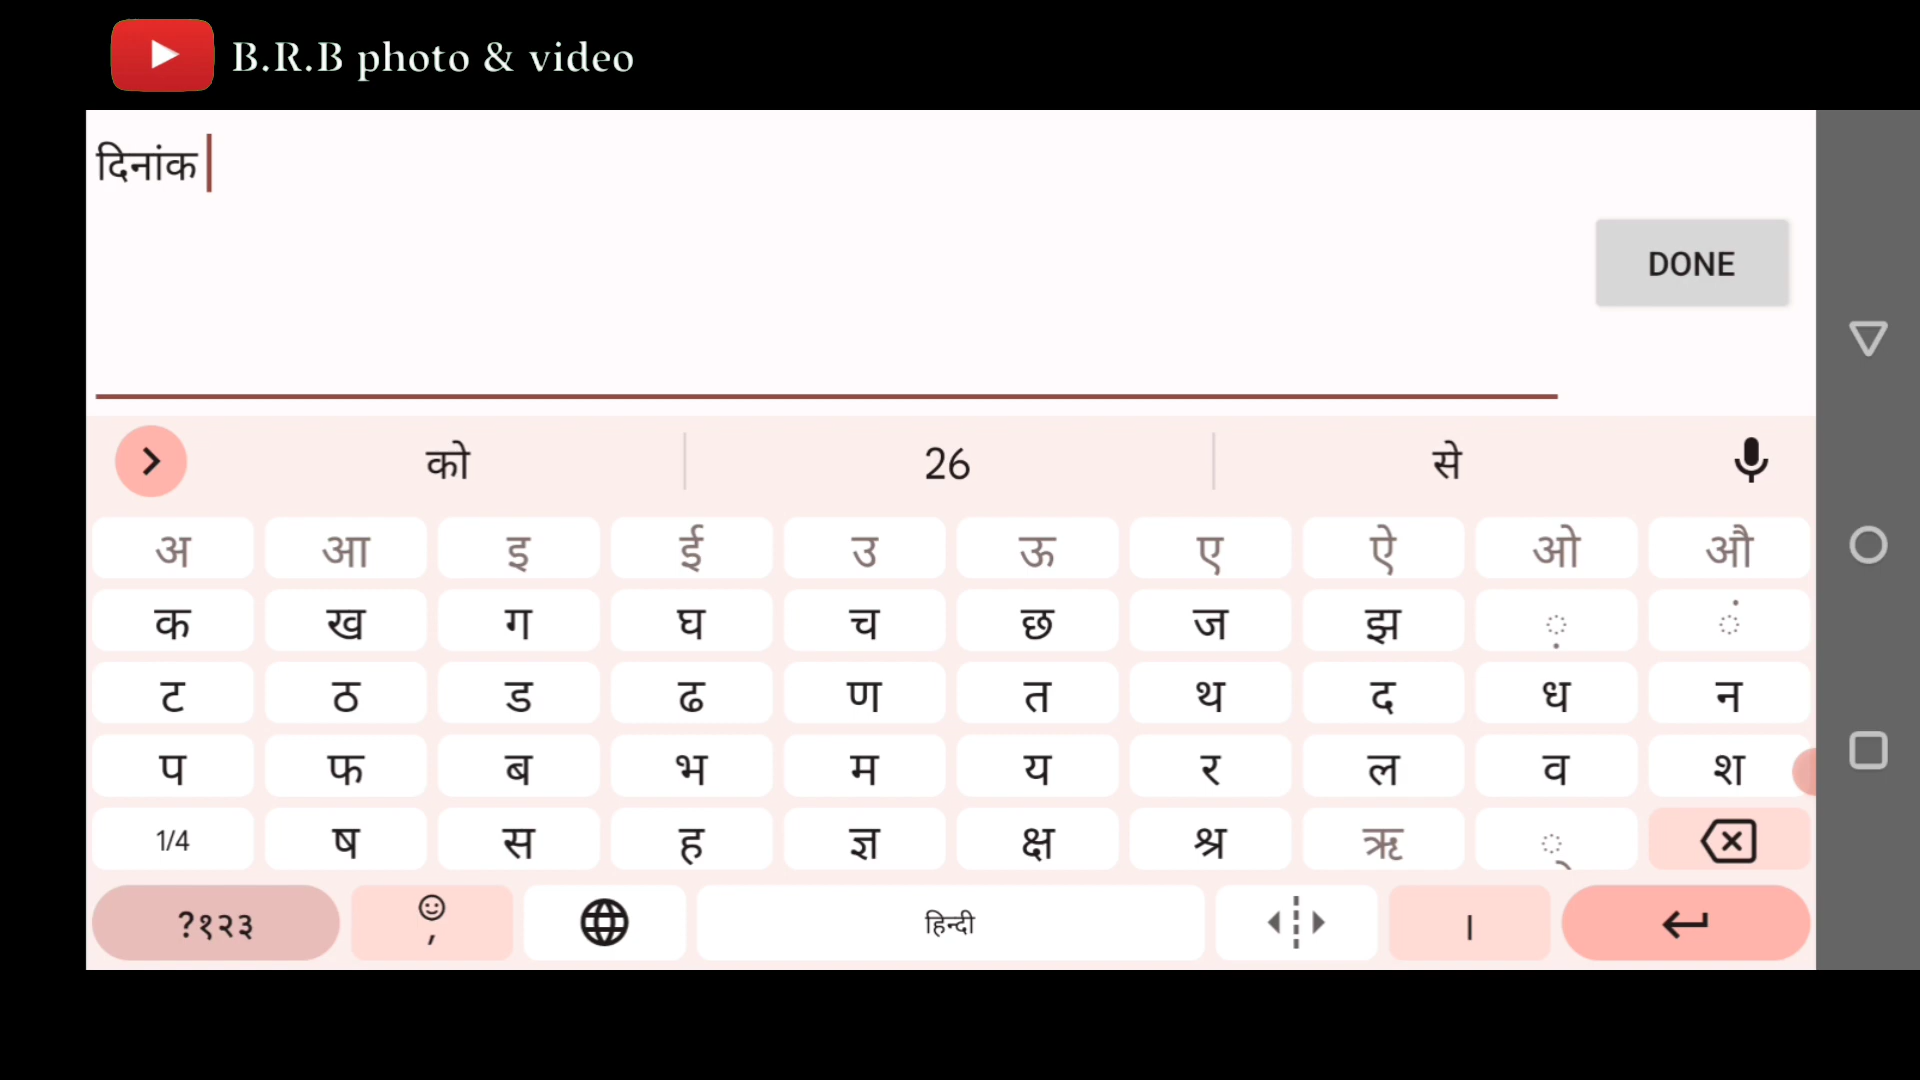 B.R.B photo & video
दिनांक
DONE
को 26 से
अ आ इ ई उ ऊ ए ऐ ओ औ
क ख ग घ च छ ज झ ़ ं
ट ठ ड ढ ण त थ द ध न
प फ ब भ म य र ल व श
1/4 ष स ह ज्ञ क्ष श्र ऋ ्
?१२३ , हिन्दी ।